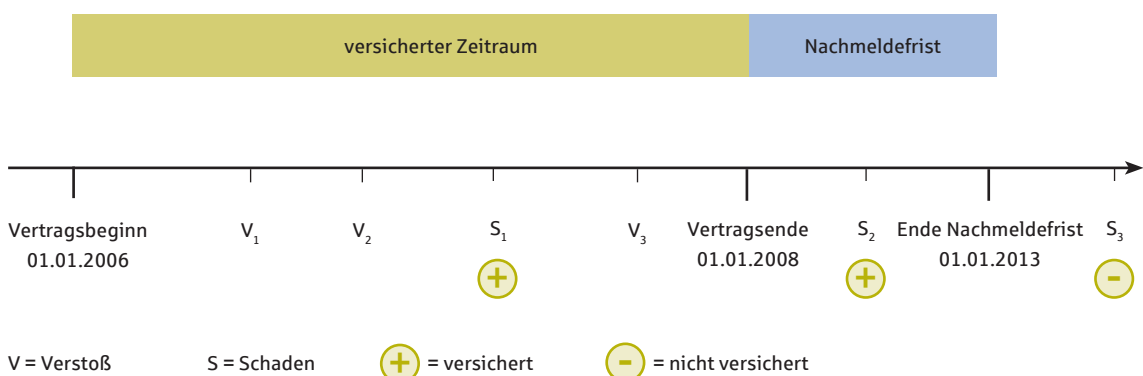 versicherter Zeitraum Nachmeldefrist
Vertragsbeginn V1 V2 S1 V3 Vertragsende S2 Ende Nachmeldefrist S3
01.01.2006 01.01.2008 01.01.2013
+ + -
V = Verstoß S = Schaden + = versichert - = nicht versichert